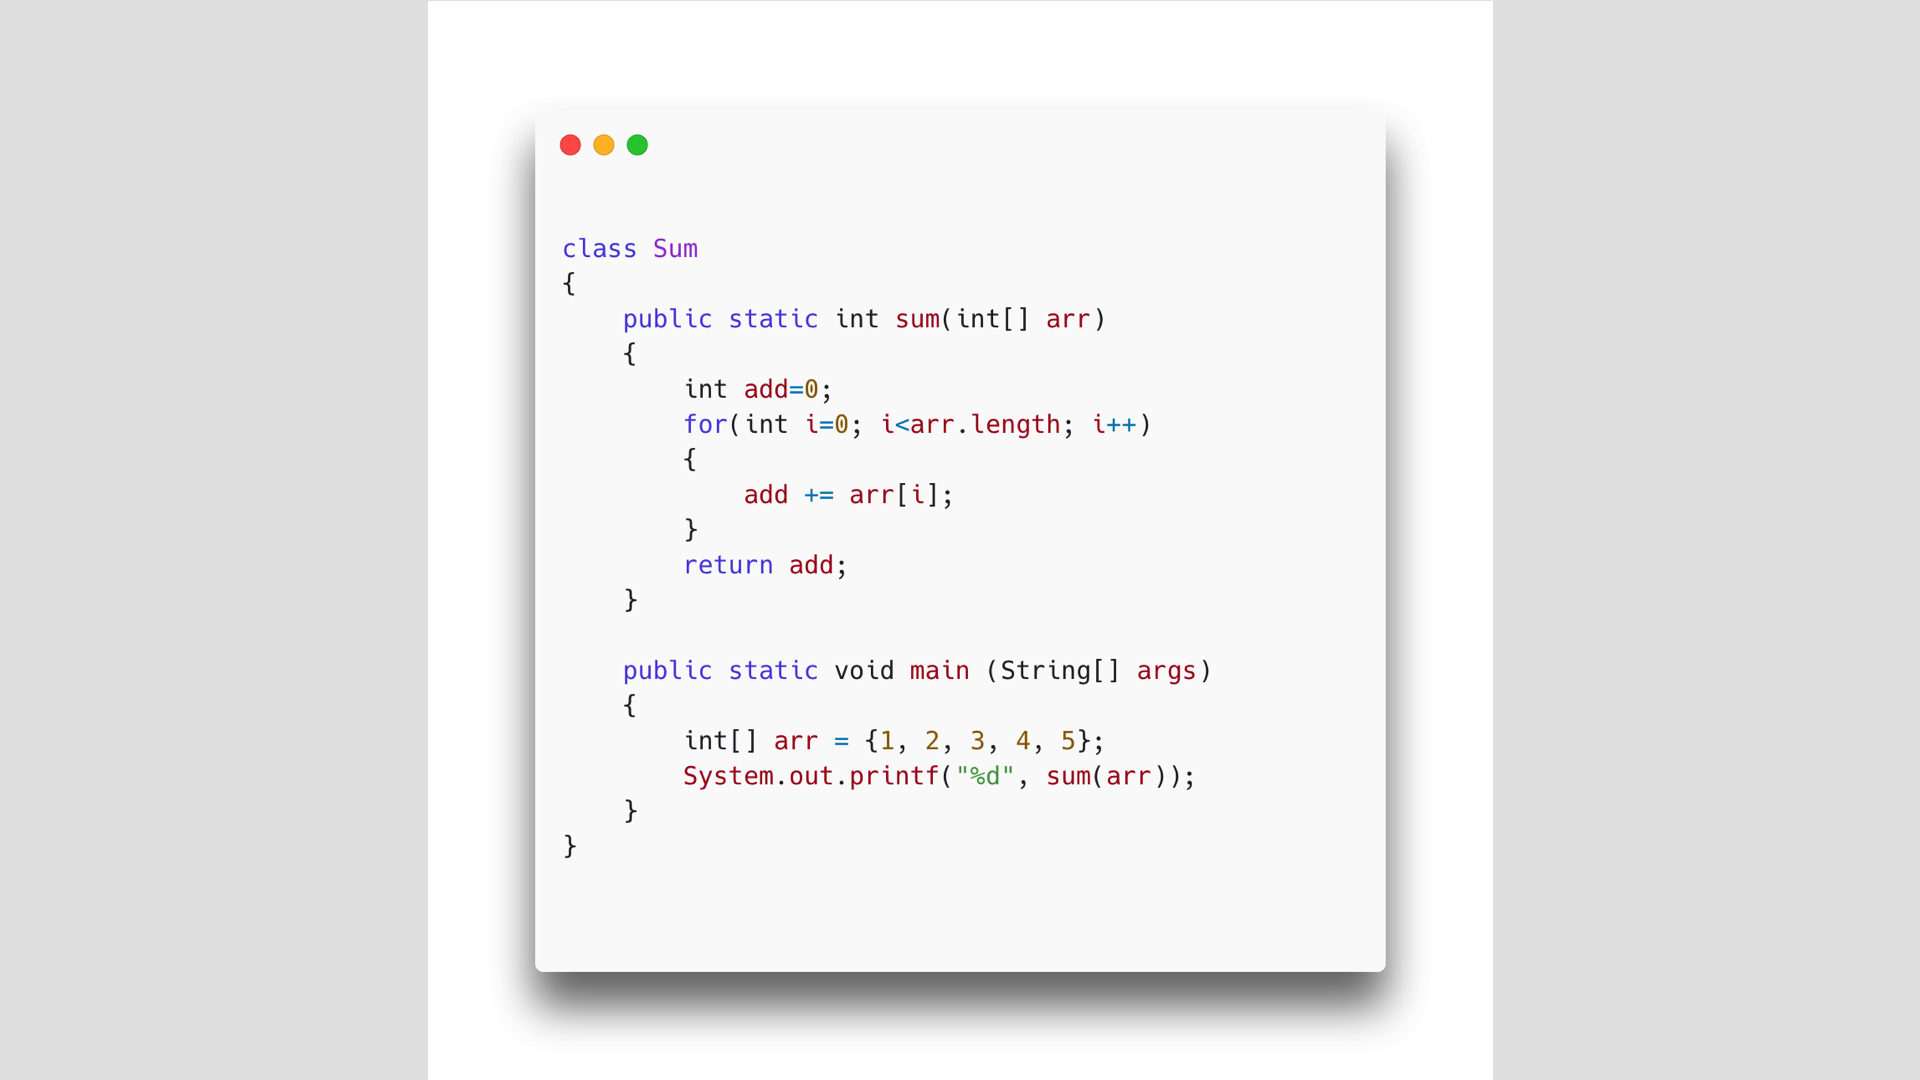 class Sum
{
    public static int sum(int[] arr)
    {
        int add=0;
        for(int i=0; i<arr.length; i++)
        {
            add += arr[i];
        }
        return add;
    }

    public static void main (String[] args)
    {
        int[] arr = {1, 2, 3, 4, 5};
        System.out.printf("%d", sum(arr));
    }
}